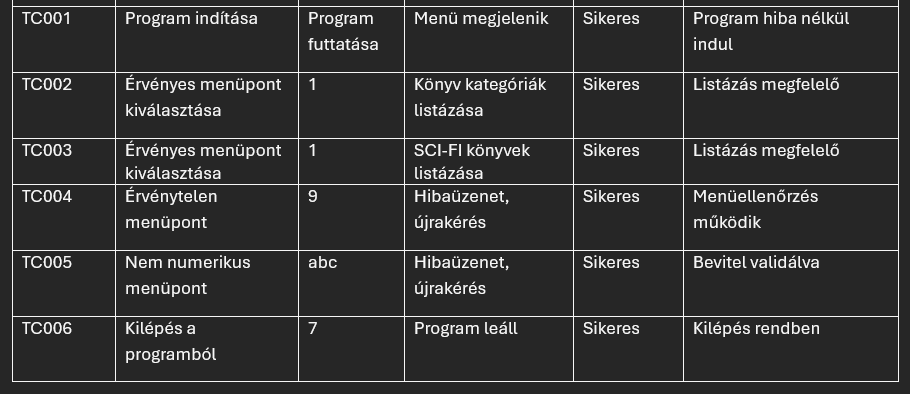 TC001 Program indítása Program futtatása Menü megjelenik Sikeres Program hiba nélkül indul
TC002 Érvényes menüpont kiválasztása 1 Könyv kategóriák listázása Sikeres Listázás megfelelő
TC003 Érvényes menüpont kiválasztása 1 SCI-FI könyvek listázása Sikeres Listázás megfelelő
TC004 Érvénytelen menüpont 9 Hibaüzenet, újrakérés Sikeres Menüellenőrzés működik
TC005 Nem numerikus menüpont abc Hibaüzenet, újrakérés Sikeres Bevitel validálva
TC006 Kilépés a programból 7 Program leáll Sikeres Kilépés rendben